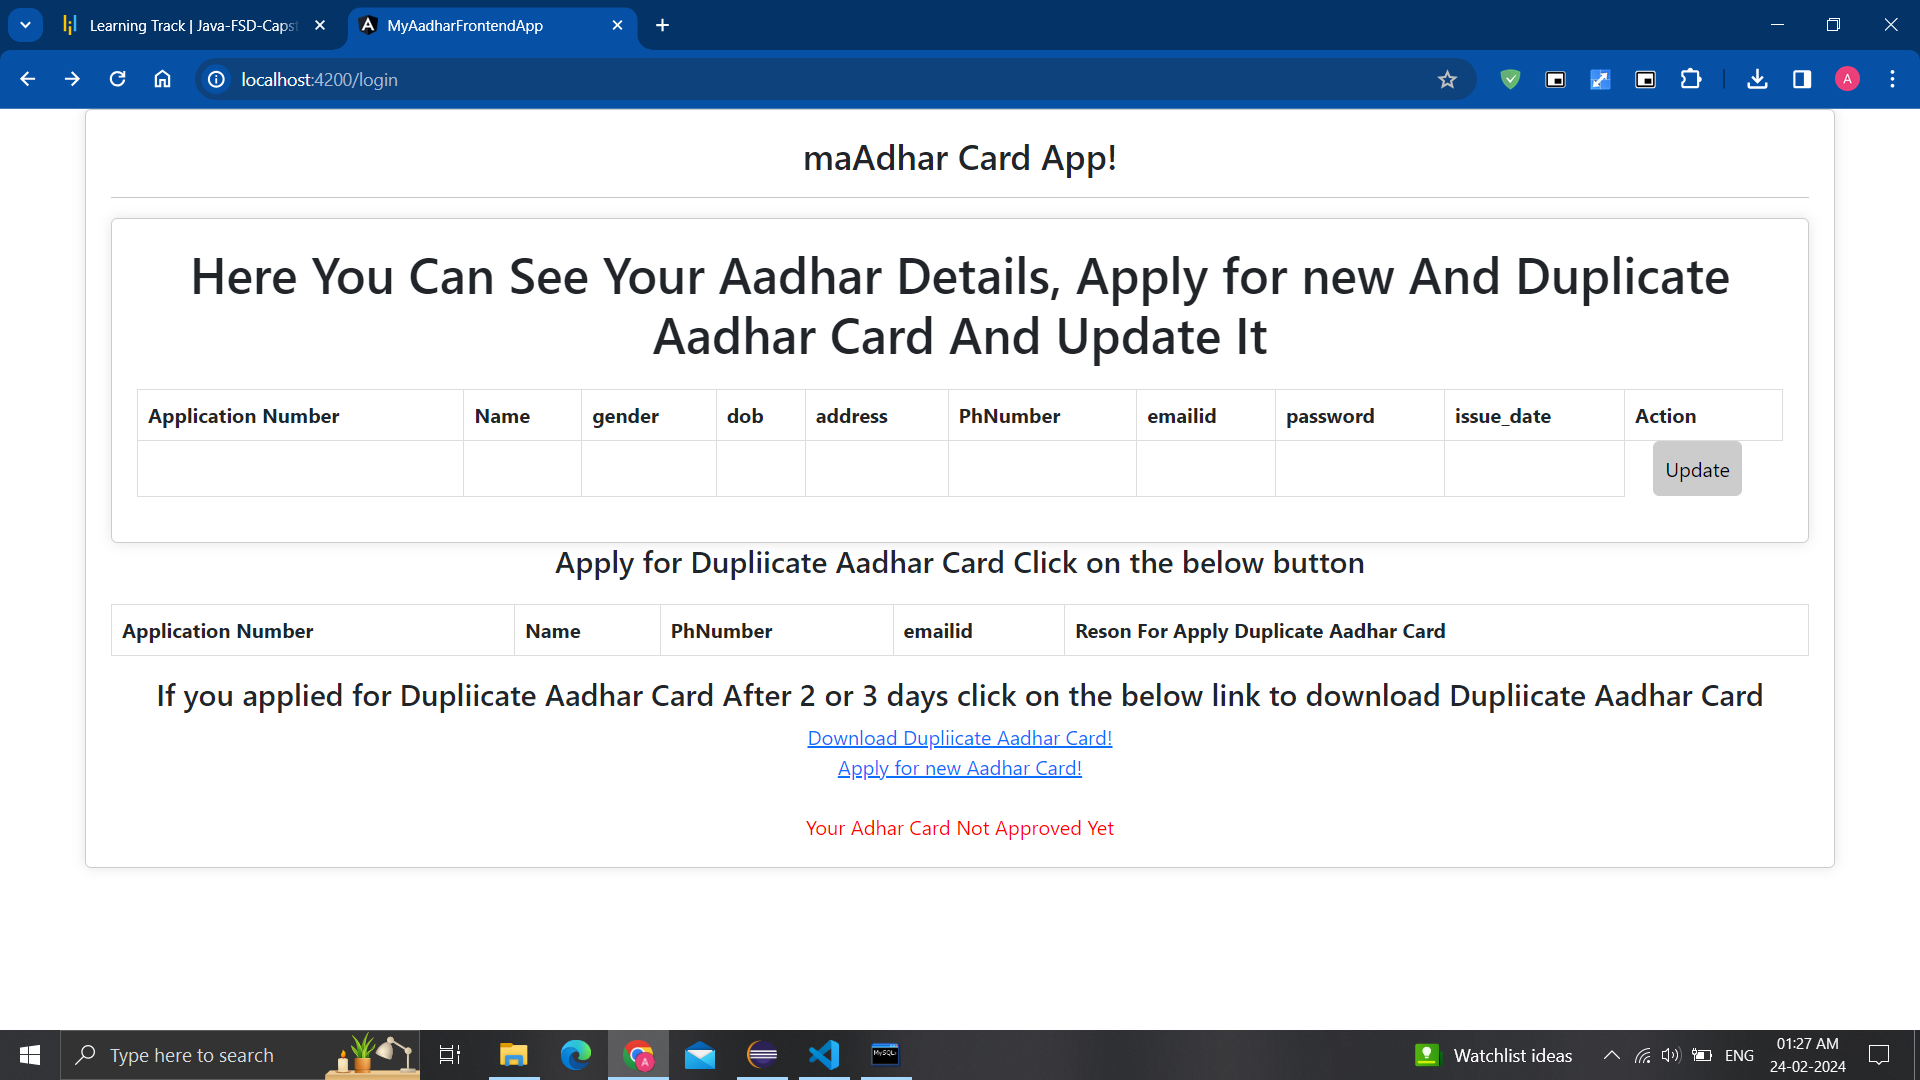 Learning Track | Java-FSD-Capst
MyAadharFrontendApp
localhost:4200/login
A
maAdhar Card App!
Here You Can See Your Aadhar Details, Apply for new And Duplicate
Aadhar Card And Update It
Application Number Name gender dob address PhNumber emailid password issue_date Action
Update
Apply for Dupliicate Aadhar Card Click on the below button
Application Number Name PhNumber emailid Reson For Apply Duplicate Aadhar Card
If you applied for Dupliicate Aadhar Card After 2 or 3 days click on the below link to download Dupliicate Aadhar Card
Download Dupliicate Aadhar Card!
Apply for new Aadhar Card!
Your Adhar Card Not Approved Yet
Type here to search
A
Watchlist ideas
ENG
01:27 AM
24-02-2024